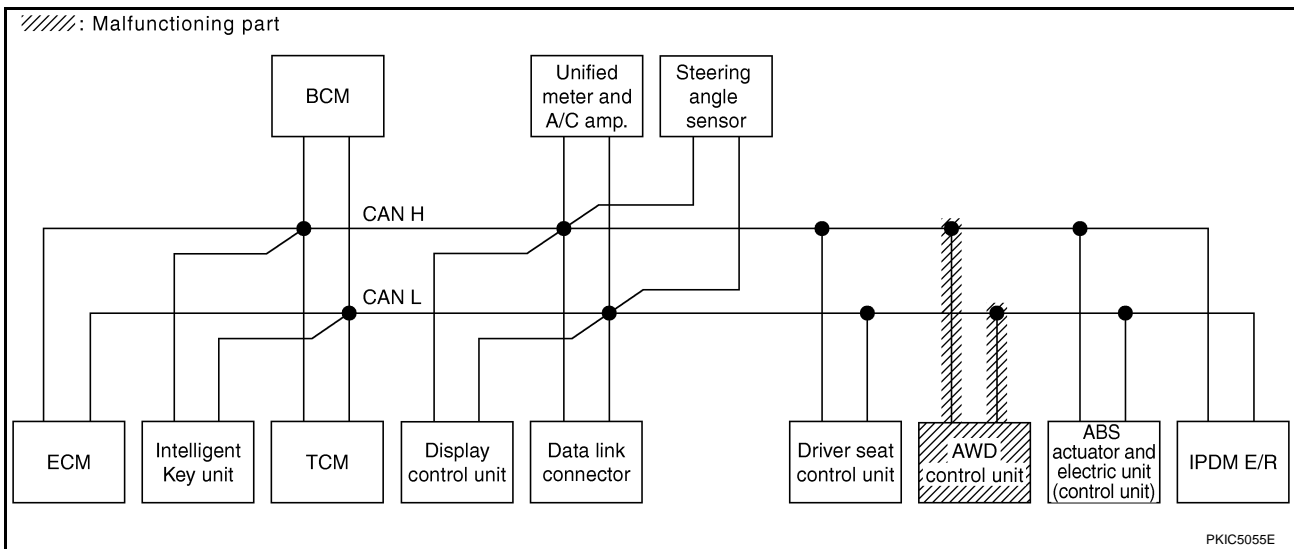 : Malfunctioning part
BCM
Unified
meter and
A/C amp.
Steering
angle
sensor
CAN H
CAN L
ECM
Intelligent
Key unit
TCM
Display
control unit
Data link
connector
Driver seat
control unit
AWD
control unit
ABS
actuator and
electric unit
(control unit)
IPDM E/R
PKIC5055E